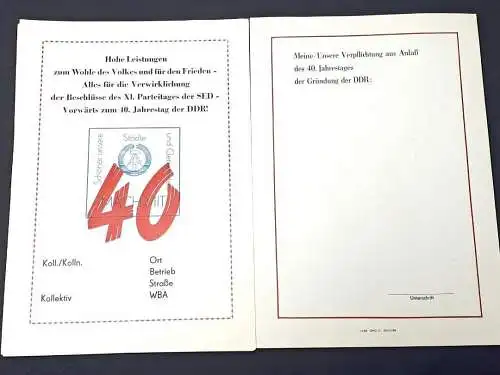 Hohe Leistungen
zum Wohle des Volkes und für den Frieden -
Alles für die Verwirklichung
der Beschlüsse des XI. Parteitages der SED -
Vorwärts zum 40. Jahrestag der DDR!
Schöner unsere
Städte
und
MACH MIT
40
Koll./Kolln.
Ort
Betrieb
Straße
Kollektiv
WBA
Meine/Unsere Verpflichtung aus Anlaß
des 40. Jahrestages
der Gründung der DDR:
Unterschrift